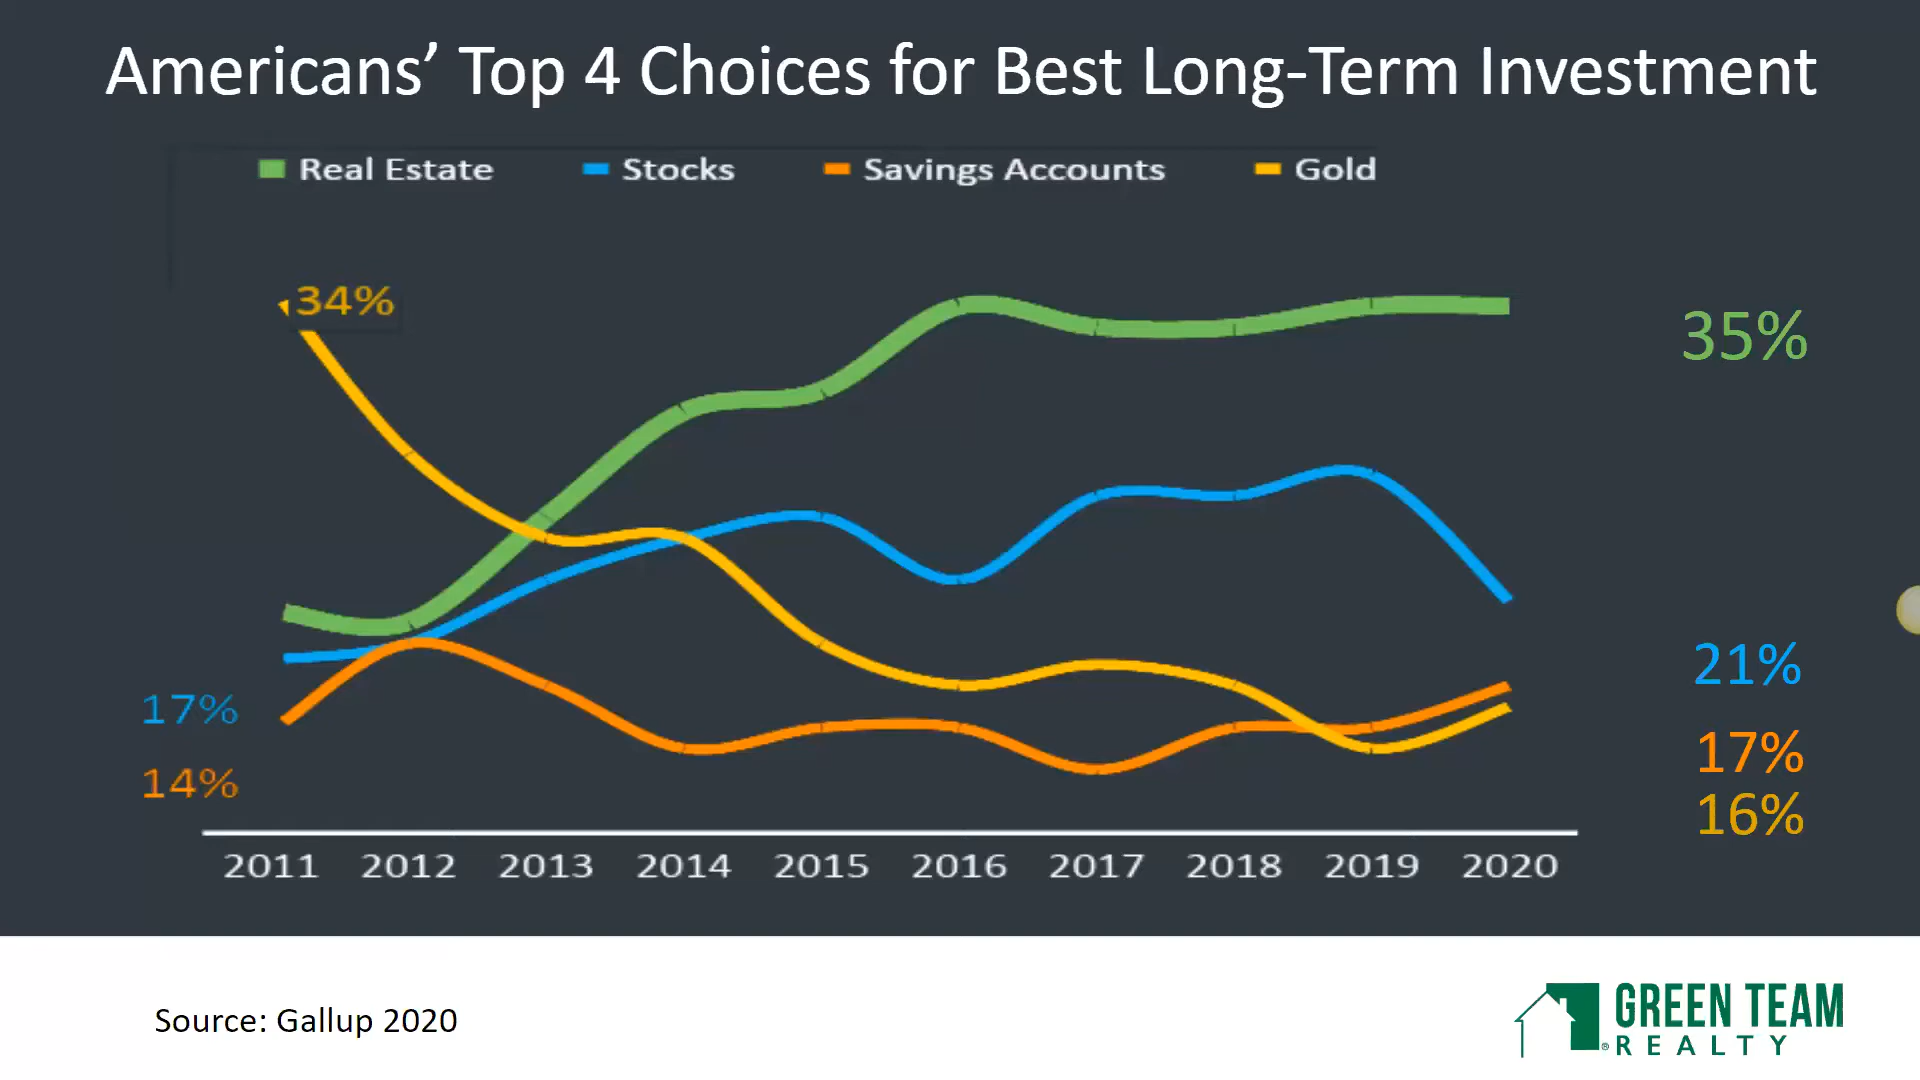 Americans’ Top 4 Choices for Best Long-Term Investment
Real Estate Stocks Savings Accounts Gold
34%
35%
17%
21%
14%
17%
16%
2011 2012 2013 2014 2015 2016 2017 2018 2019 2020
Source: Gallup 2020
GREEN TEAM
®REALTY